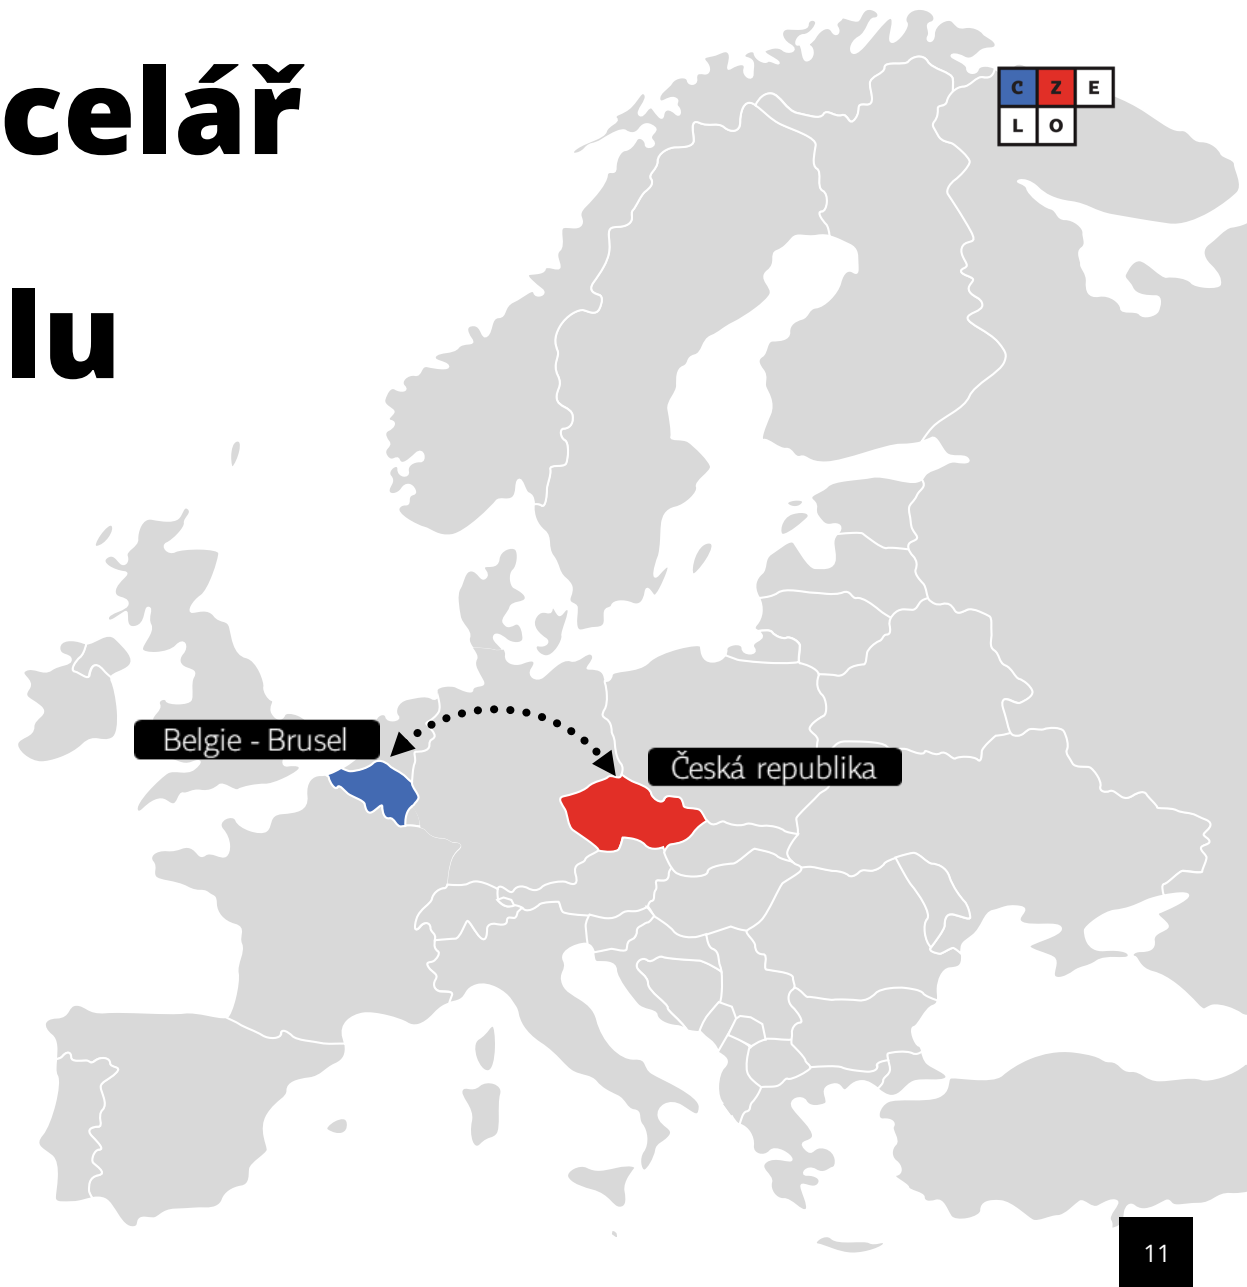 celář
C Z E
L O
lu
Belgie - Brusel
Česká republika
11